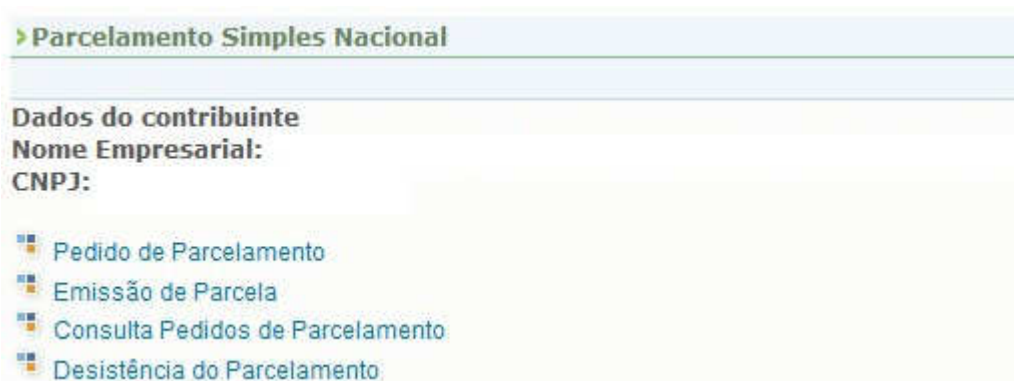 Parcelamento Simples Nacional
Dados do contribuinte
Nome Empresarial:
CNPJ:
Pedido de Parcelamento
Emissão de Parcela
Consulta Pedidos de Parcelamento
Desistência do Parcelamento